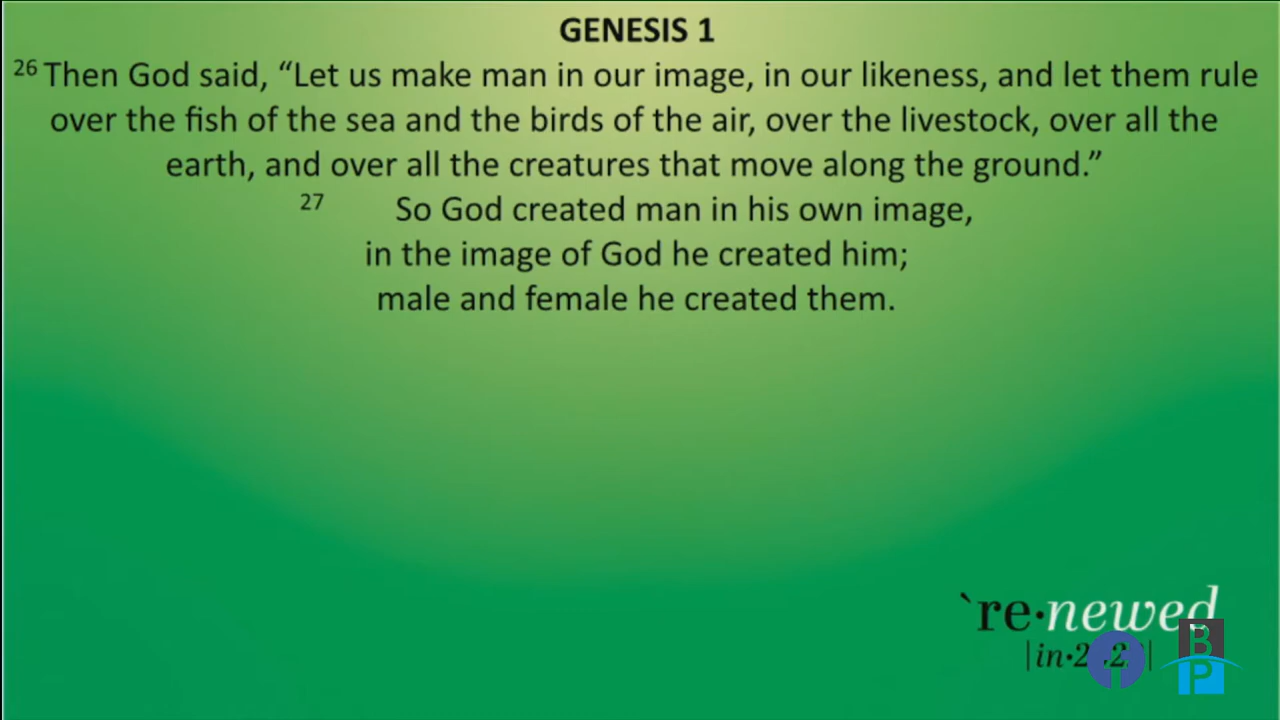 GENESIS 1
26 Then God said, “Let us make man in our image, in our likeness, and let them rule
over the fish of the sea and the birds of the air, over the livestock, over all the
earth, and over all the creatures that move along the ground.”
27 So God created man in his own image,
in the image of God he created him;
male and female he created them.
`re·newed
|in·2
B
P